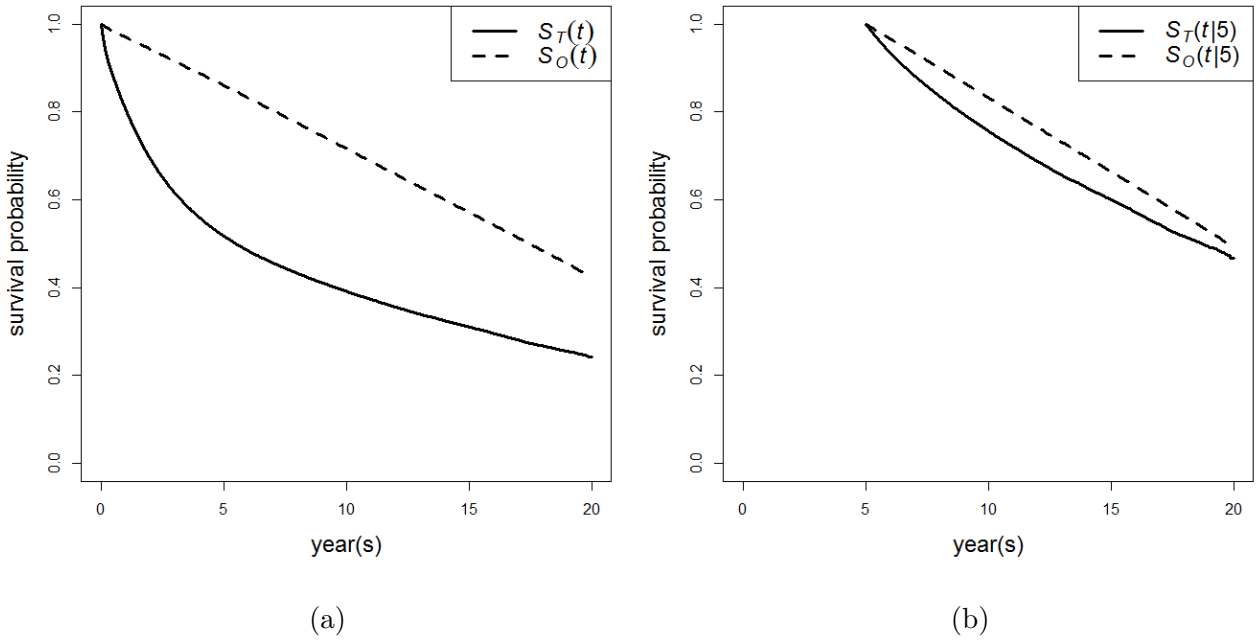 S_T(t)
S_O(t)
survival probability
1.0
0.8
0.6
0.4
0.2
0.0
0 5 10 15 20
year(s)
(a)
S_T(t|5)
S_O(t|5)
survival probability
1.0
0.8
0.6
0.4
0.2
0.0
0 5 10 15 20
year(s)
(b)